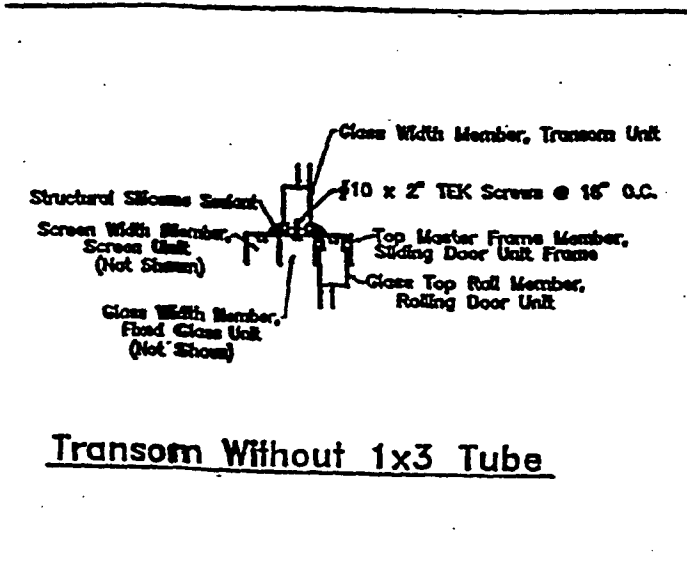 Glass Width Member, Transom Unit
#10 x 2" TEK Screws @ 16" O.C.
Structural Silicone Sealant
Screen Width Member,
Screen Unit
(Not Shown)
Top Master Frame Member,
Sliding Door Unit Frame
Glass Top Rail Member,
Rolling Door Unit
Glass Width Member,
Fixed Glass Unit
(Not Shown)
Transom Without 1x3 Tube